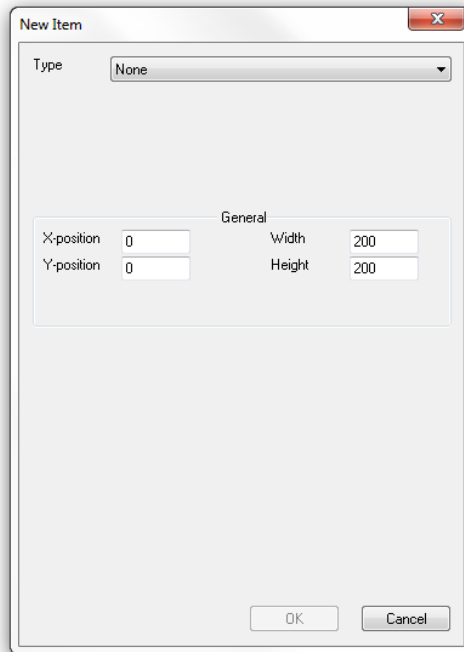 New Item
Type None
General
X-position 0 Width 200
Y-position 0 Height 200
OK Cancel